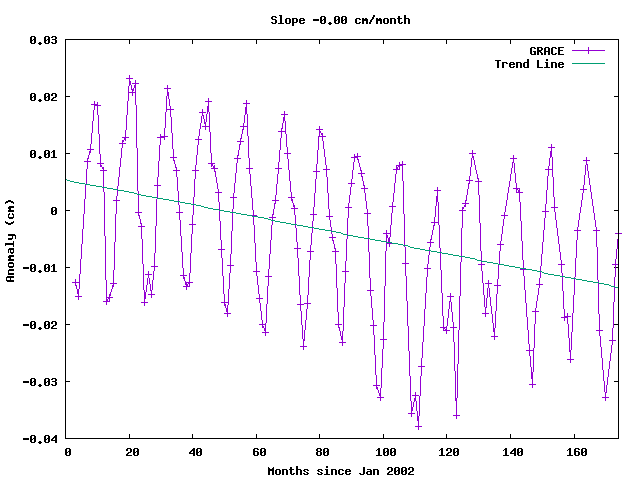 Slope -0.00 cm/month
0.03
GRACE
Trend Line
0.02
0.01
0
-0.01
-0.02
-0.03
-0.04
Anomaly (cm)
0 20 40 60 80 100 120 140 160
Months since Jan 2002